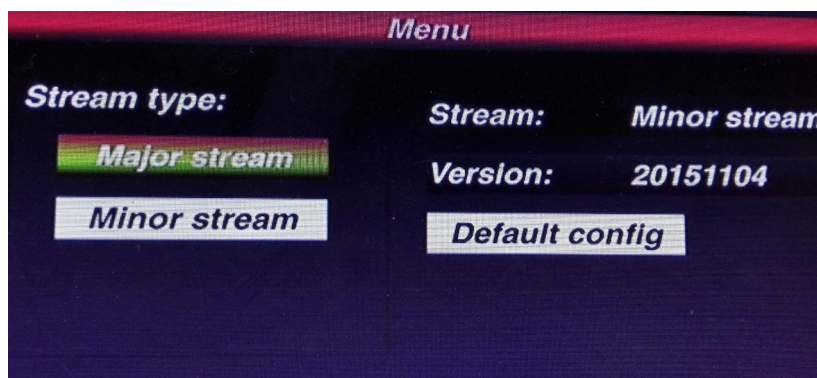 Menu
Stream type:
Major stream
Minor stream
Stream: Minor stream
Version: 20151104
Default config